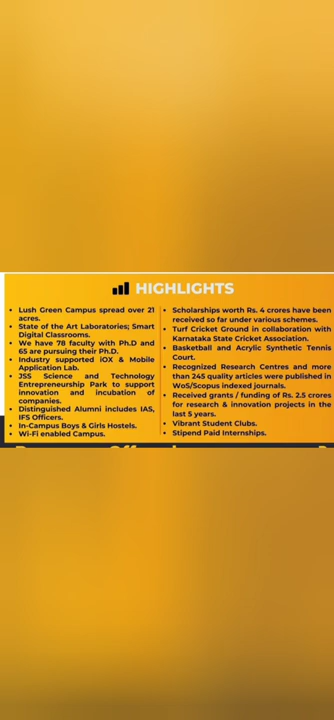 HIGHLIGHTS
• Lush Green Campus spread over 21
acres.
• State of the Art Laboratories; Smart
Digital Classrooms.
• We have 78 faculty with Ph.D and
65 are pursuing their Ph.D.
• Industry supported iOX & Mobile
Application Lab.
• JSS Science and Technology
Entrepreneurship Park to support
innovation and incubation of
companies.
• Distinguished Alumni includes IAS,
IFS Officers.
• In-Campus Boys & Girls Hostels.
• Wi-Fi enabled Campus.
• Scholarships worth Rs. 4 crores have been
received so far under various schemes.
• Turf Cricket Ground in collaboration with
Karnataka State Cricket Association.
• Basketball and Acrylic Synthetic Tennis
Court.
• Recognized Research Centres and more
than 245 quality articles were published in
WoS/Scopus indexed journals.
• Received grants / funding of Rs. 2.5 crores
for research & innovation projects in the
last 5 years.
• Vibrant Student Clubs.
• Stipend Paid Internships.